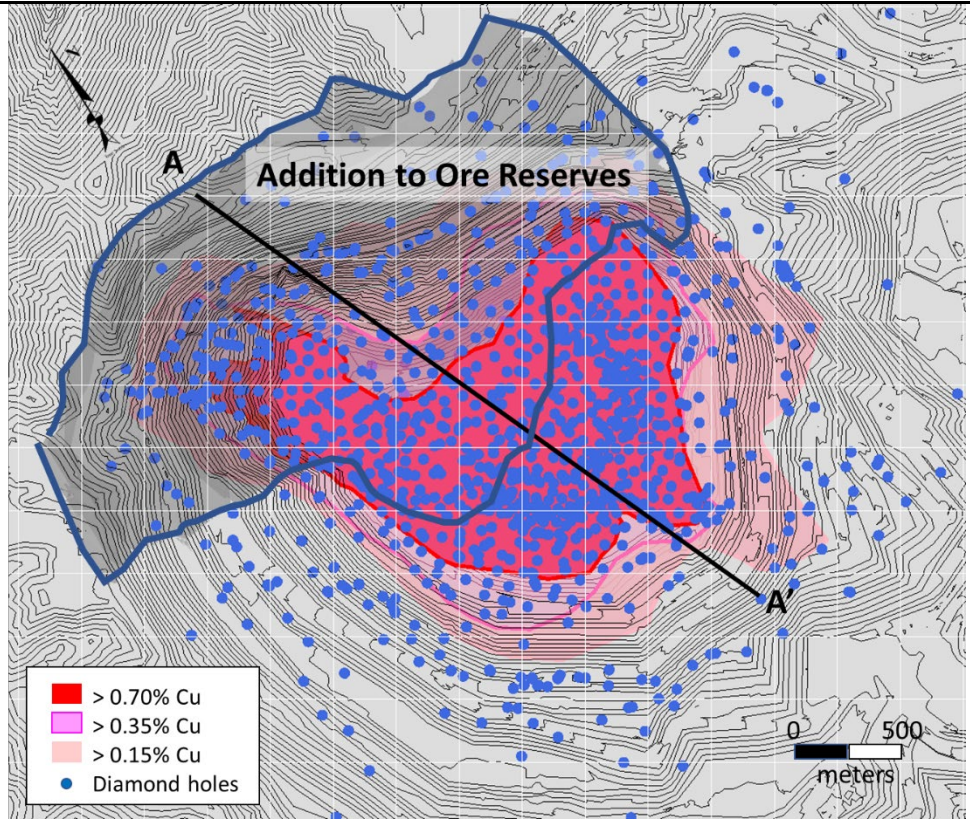 A
Addition to Ore Reserves
A'
> 0.70% Cu
> 0.35% Cu
> 0.15% Cu
Diamond holes
0 500
meters